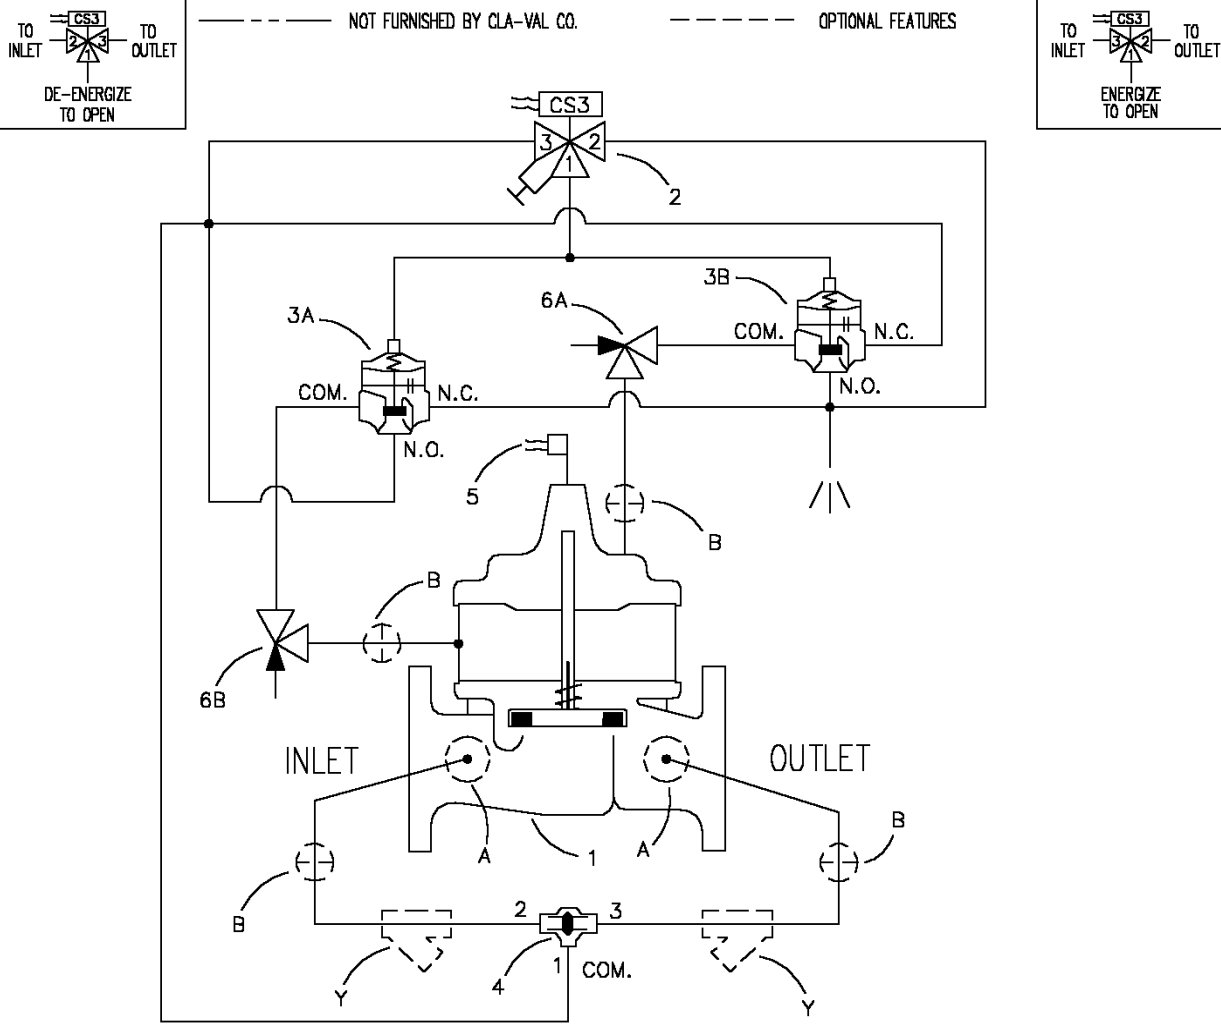 CS3
TO INLET
2 3
1
TO OUTLET
DE-ENERGIZE
TO OPEN
NOT FURNISHED BY CLA-VAL CO.
OPTIONAL FEATURES
CS3
TO INLET
3 2
1
TO OUTLET
ENERGIZE
TO OPEN
CS3
3 2
1
2
3B
6A
3A
COM.
N.C.
N.O.
COM.
N.C.
N.O.
5
B
B
6B
INLET
OUTLET
A
1
A
B
B
2
3
4
1
COM.
Y
Y